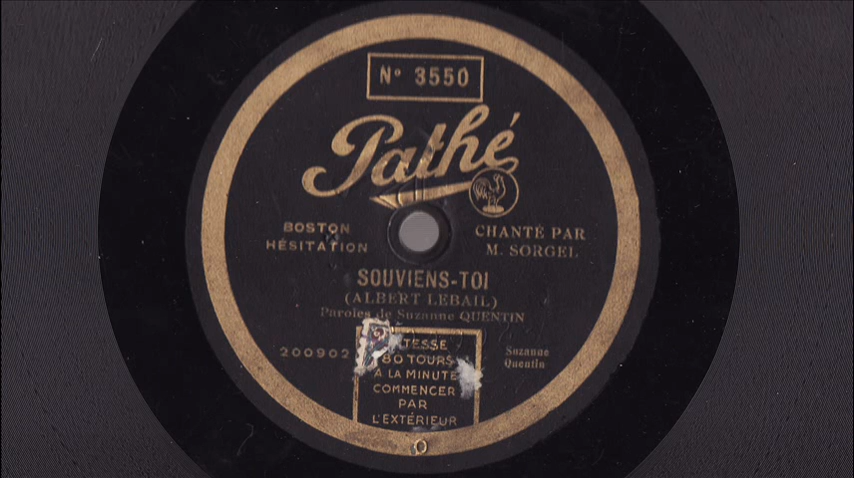 N° 3550
Pathé
BOSTON
HÉSITATION
CHANTÉ PAR
M. SORGEL
SOUVIENS-TOI
(ALBERT LEBAIL)
Paroles de Suzanne QUENTIN
200902
TESSE
80 TOURS
À LA MINUTE
COMMENCER
PAR
L'EXTÉRIEUR
Suzanne
Quentin
O